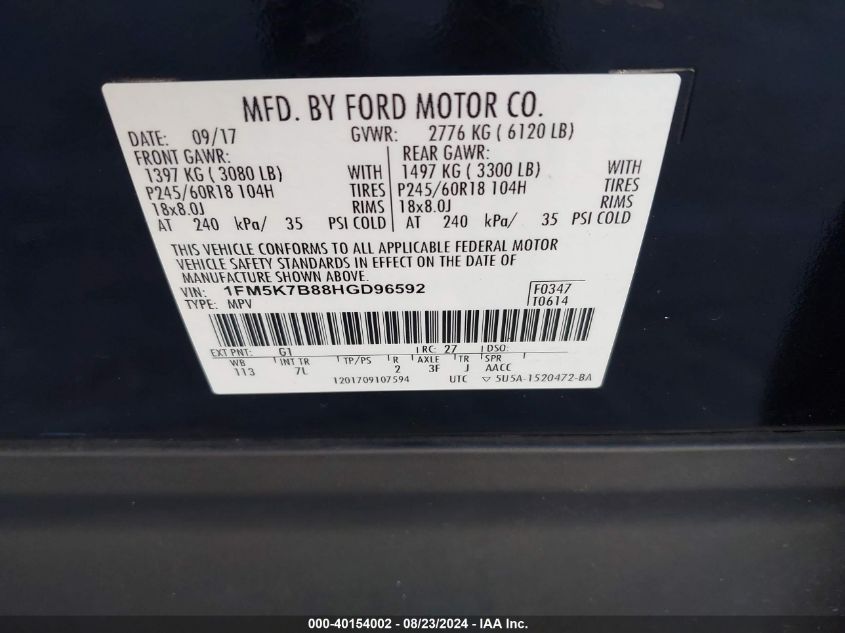 MFD. BY FORD MOTOR CO.
DATE: 09/17 GVWR: 2776 KG ( 6120 LB)
FRONT GAWR: REAR GAWR:
1397 KG ( 3080 LB) WITH 1497 KG ( 3300 LB) WITH
P245/60R18 104H TIRES P245/60R18 104H TIRES
18x8.0J RIMS 18x8.0J RIMS
AT 240 kPa/ 35 PSI COLD AT 240 kPa/ 35 PSI COLD
THIS VEHICLE CONFORMS TO ALL APPLICABLE FEDERAL MOTOR
VEHICLE SAFETY STANDARDS IN EFFECT ON THE DATE OF
MANUFACTURE SHOWN ABOVE.
VIN: 1FM5K7B88HGD96592 F0347
TYPE: MPV T0614
EXT PNT: G1 RC: 27 DSO:
WB INT TR TP/PS R AXLE TR SPR
113 7L 2 3F J AACC
1201709107594 UTC ▽ 5U5A-1520472-BA
000-40154002 - 08/23/2024 - IAA Inc.